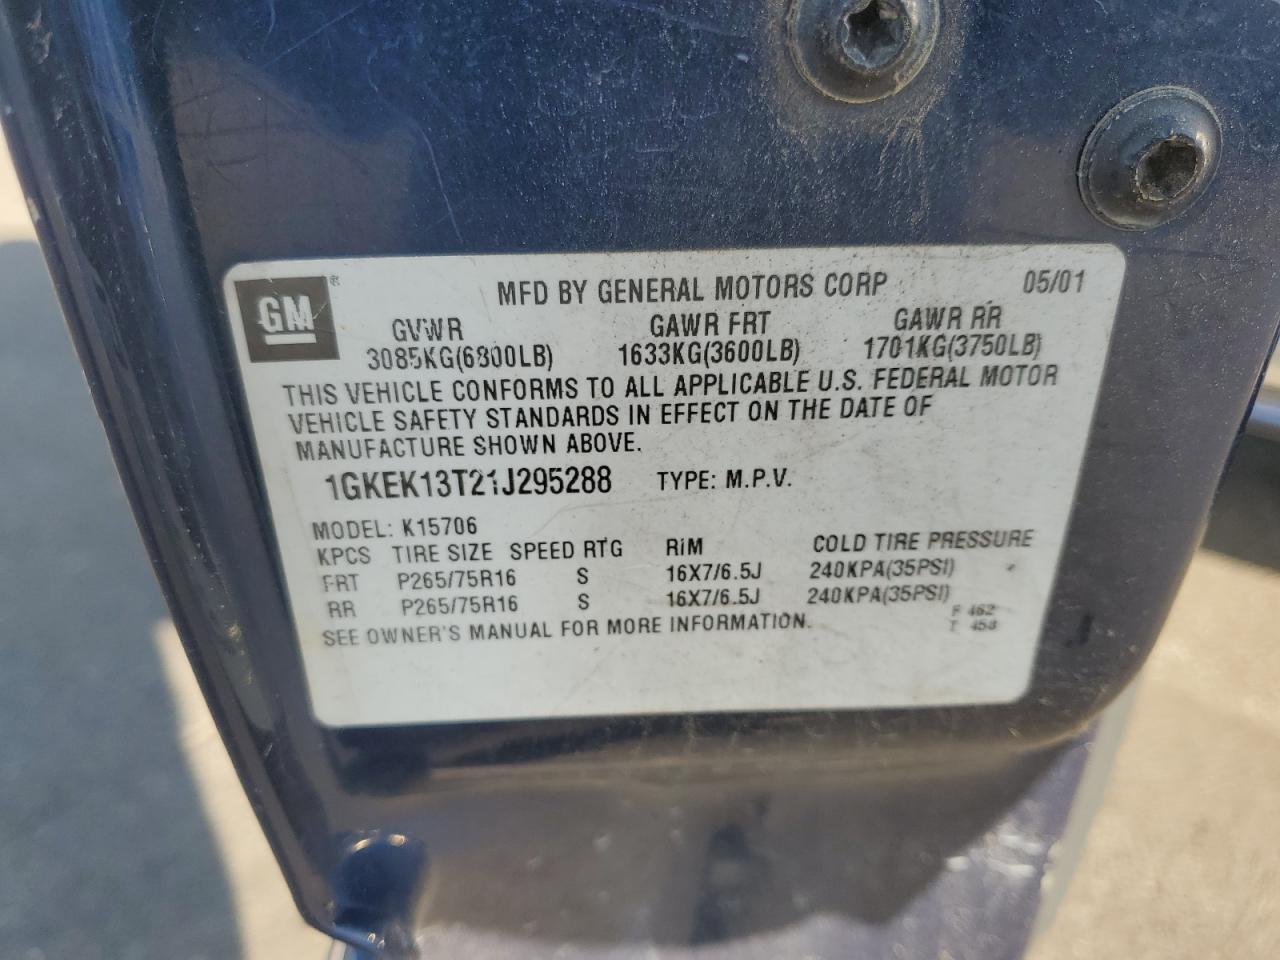 GM ®
MFD BY GENERAL MOTORS CORP 05/01
GVWR GAWR FRT GAWR RR
3085KG(6800LB) 1633KG(3600LB) 1701KG(3750LB)
THIS VEHICLE CONFORMS TO ALL APPLICABLE U.S. FEDERAL MOTOR
VEHICLE SAFETY STANDARDS IN EFFECT ON THE DATE OF
MANUFACTURE SHOWN ABOVE.
1GKEK13T21J295288 TYPE: M.P.V.
MODEL: K15706
KPCS TIRE SIZE SPEED RTG RIM COLD TIRE PRESSURE
FRT P265/75R16 S 16X7/6.5J 240KPA(35PSI)
RR P265/75R16 S 16X7/6.5J 240KPA(35PSI)
SEE OWNER'S MANUAL FOR MORE INFORMATION.
F 462
T 458